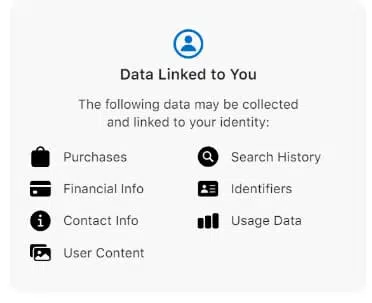 Data Linked to You
The following data may be collected
and linked to your identity:
Purchases
Search History
Financial Info
Identifiers
Contact Info
Usage Data
User Content